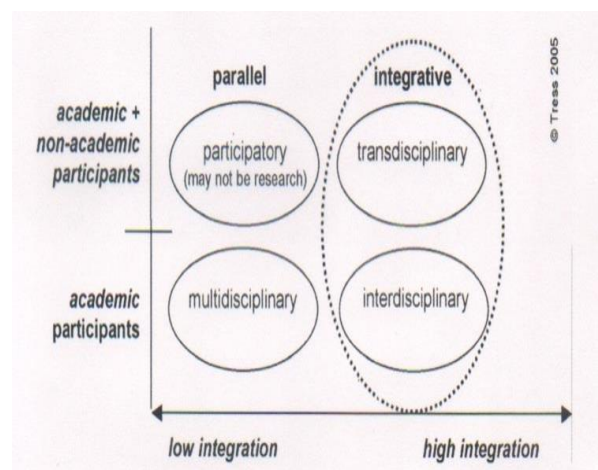 parallel
integrative
academic +
non-academic
participants
participatory
(may not be research)
transdisciplinary
academic
participants
multidisciplinary
interdisciplinary
low integration
high integration
© Tress 2005